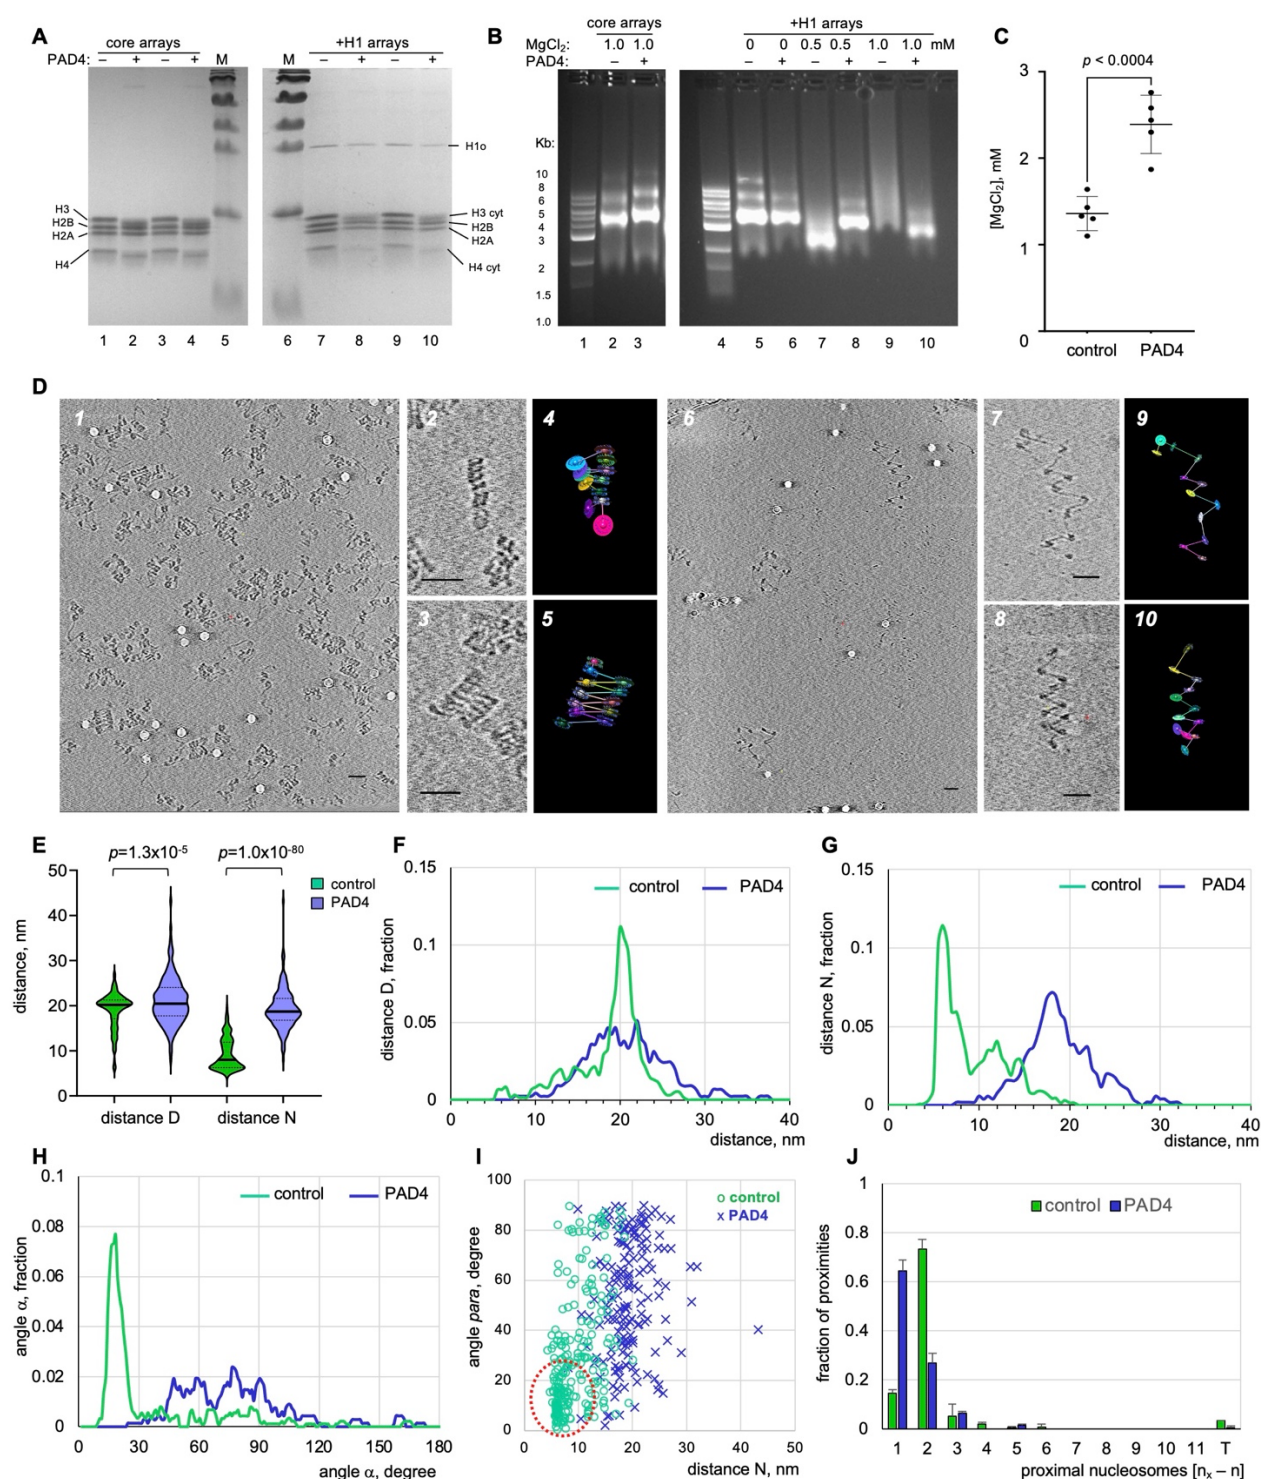 A
core arrays
PAD4: – + – + M
H3
H2B
H2A
H4
1 2 3 4 5
+H1 arrays
M – + – +
H1o
H3 cyt
H2B
H2A
H4 cyt
6 7 8 9 10
B
core arrays
+H1 arrays
MgCl2: 1.0 1.0 0 0 0.5 0.5 1.0 1.0 mM
PAD4: – + – + – + – +
Kb:
10
8
6
5
4
3
2
1.5
1.0
1 2 3 4 5 6 7 8 9 10
C
p < 0.0004
[MgCl2], mM
3
2
1
0
control PAD4
D
1 2 3 4 5 6 7 8 9 10
E
p=1.3x10-5 p=1.0x10-80
control
PAD4
distance, nm
50
40
30
20
10
0
distance D distance N
F
control PAD4
distance D, fraction
0.15
0.1
0.05
0
0 10 20 30 40
distance, nm
G
control PAD4
distance N, fraction
0.15
0.1
0.05
0
0 10 20 30 40
distance, nm
H
control PAD4
angle α, fraction
0.1
0.08
0.06
0.04
0.02
0
0 30 60 90 120 150 180
angle α, degree
I
o control
x PAD4
angle para, degree
100
80
60
40
20
0
0 10 20 30 40 50
distance N, nm
J
control PAD4
fraction of proximities
1
0.8
0.6
0.4
0.2
0
1 2 3 4 5 6 7 8 9 10 11 T
proximal nucleosomes [nx – n]